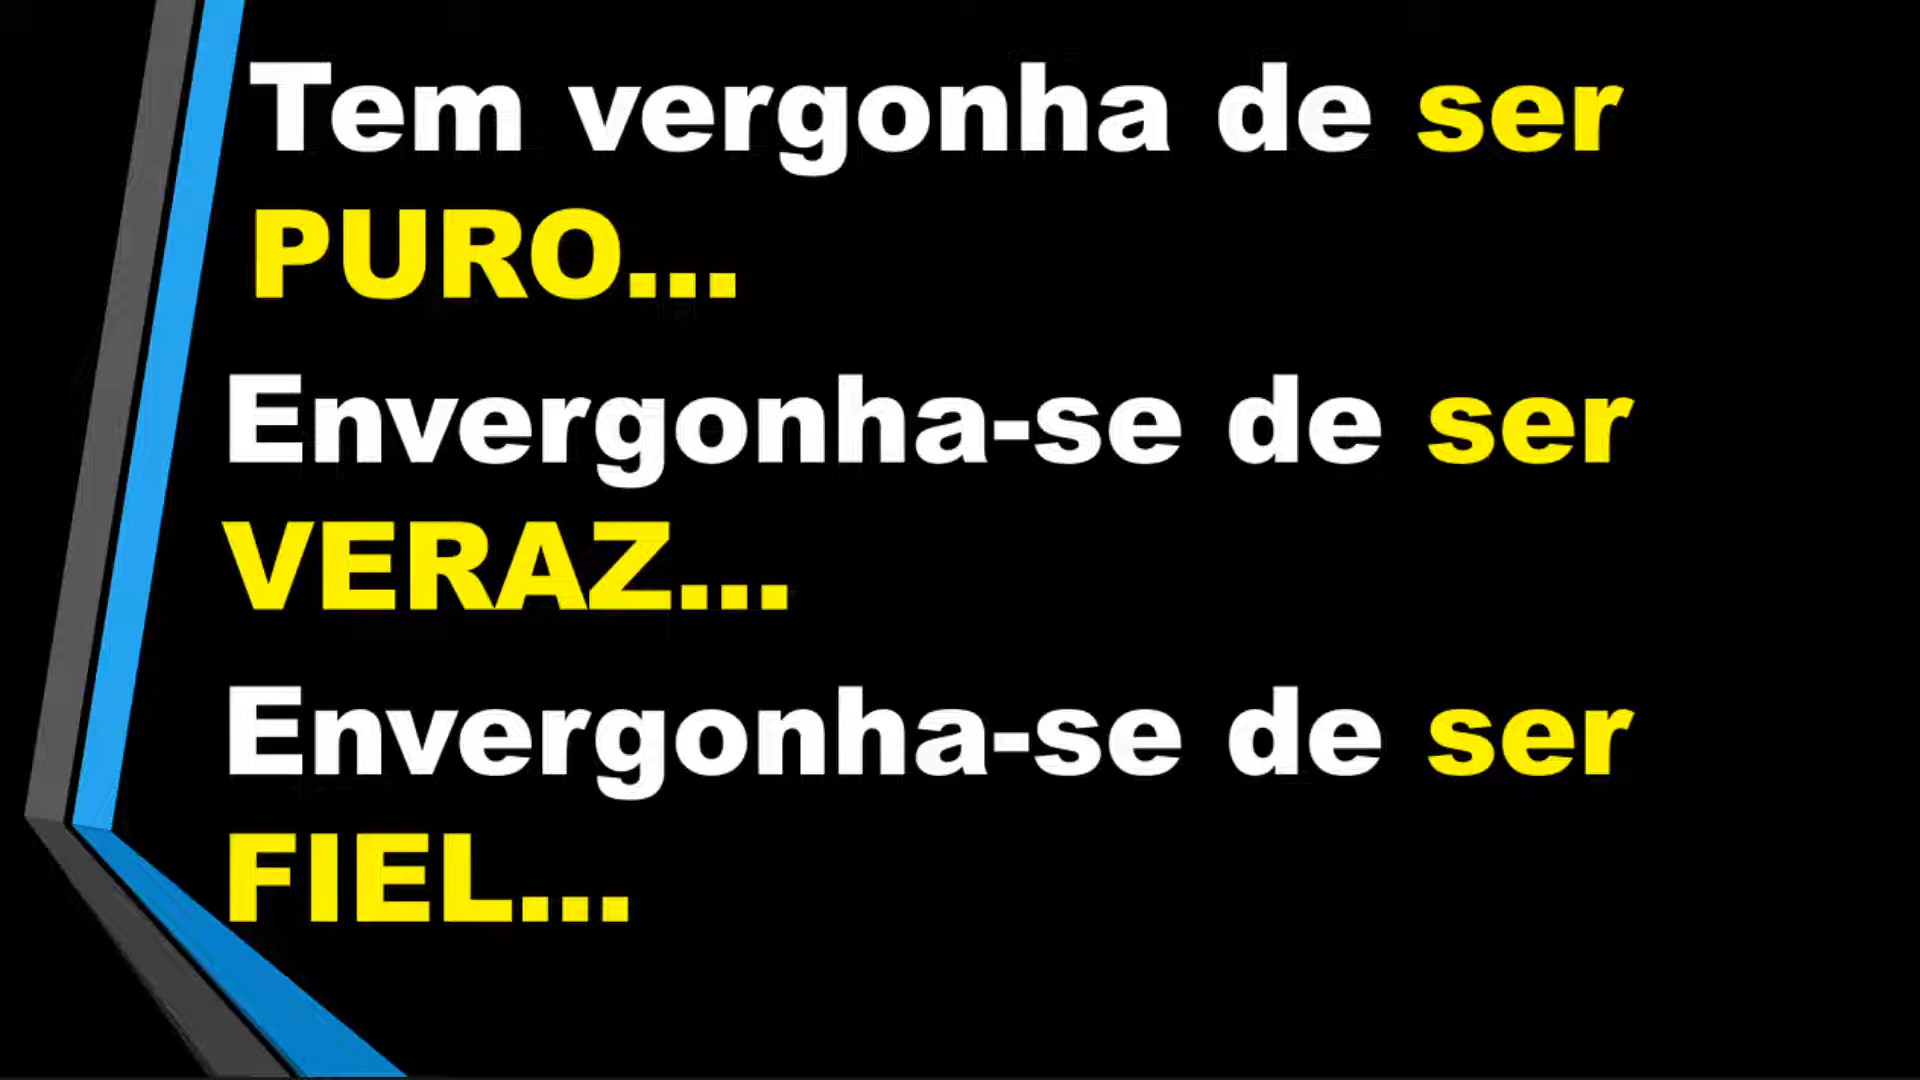 Tem vergonha de ser
PURO...
Envergonha-se de ser
VERAZ...
Envergonha-se de ser
FIEL...